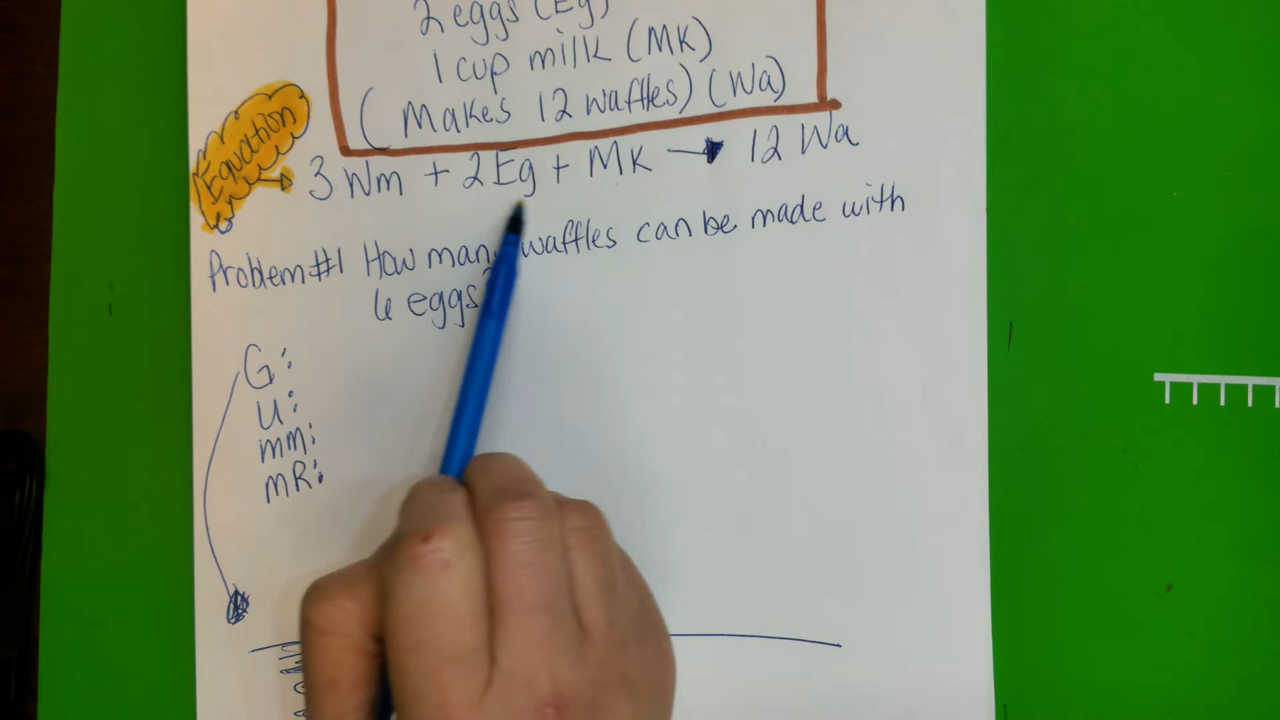 2 eggs (Eg)
1 cup milk (MK)
( Makes 12 waffles) (Wa)
Equation
3 Wm + 2 Eg + MK → 12 Wa
Problem #1 How many waffles can be made with
6 eggs
G:
U:
mm:
mR: